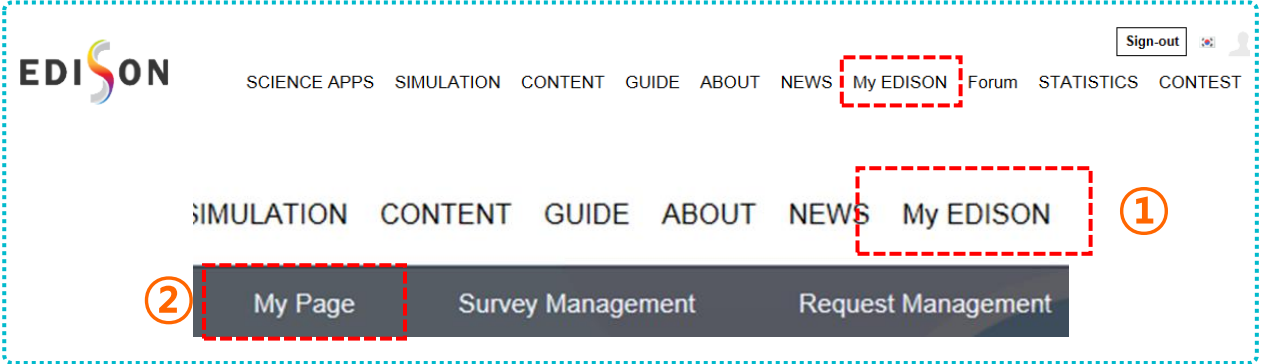 Sign-out
EDISON
SCIENCE APPS SIMULATION CONTENT GUIDE ABOUT NEWS My EDISON Forum STATISTICS CONTEST
SIMULATION CONTENT GUIDE ABOUT NEWS My EDISON ①
② My Page Survey Management Request Management